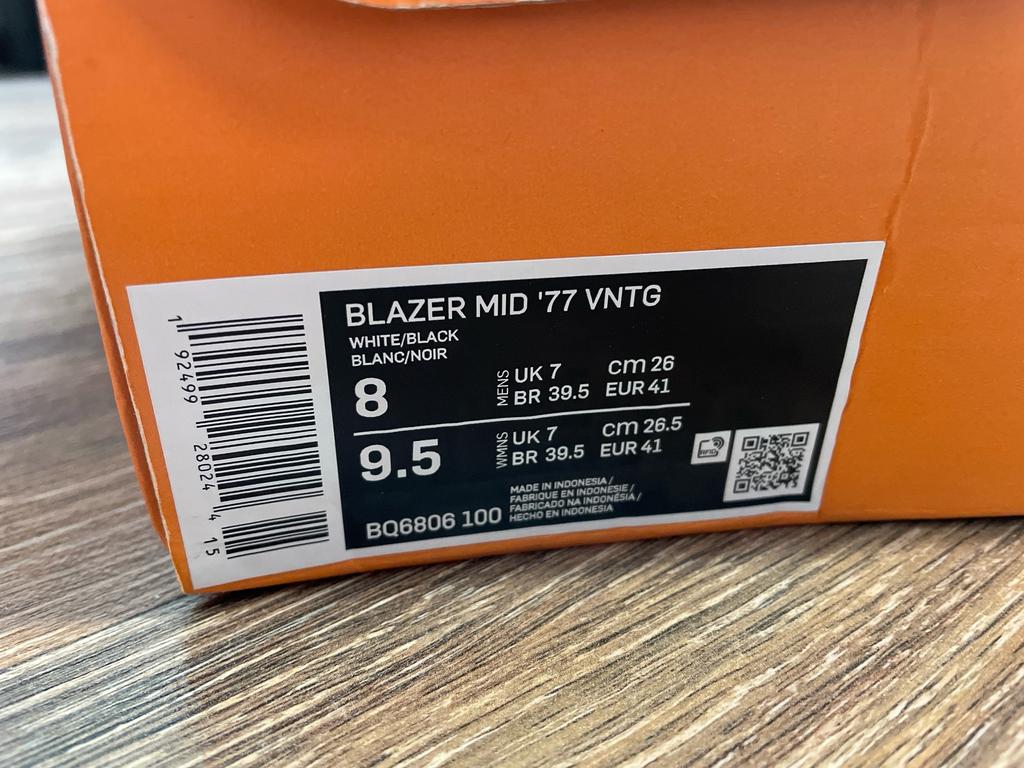 1 92499 28024 4 15
BLAZER MID '77 VNTG
WHITE/BLACK
BLANC/NOIR
8
MENS
UK 7 cm 26
BR 39.5 EUR 41
9.5
WMNS
UK 7 cm 26.5
BR 39.5 EUR 41
RFID
BQ6806 100
MADE IN INDONESIA /
FABRIQUE EN INDONESIE /
FABRICADO NA INDONÉSIA /
HECHO EN INDONESIA